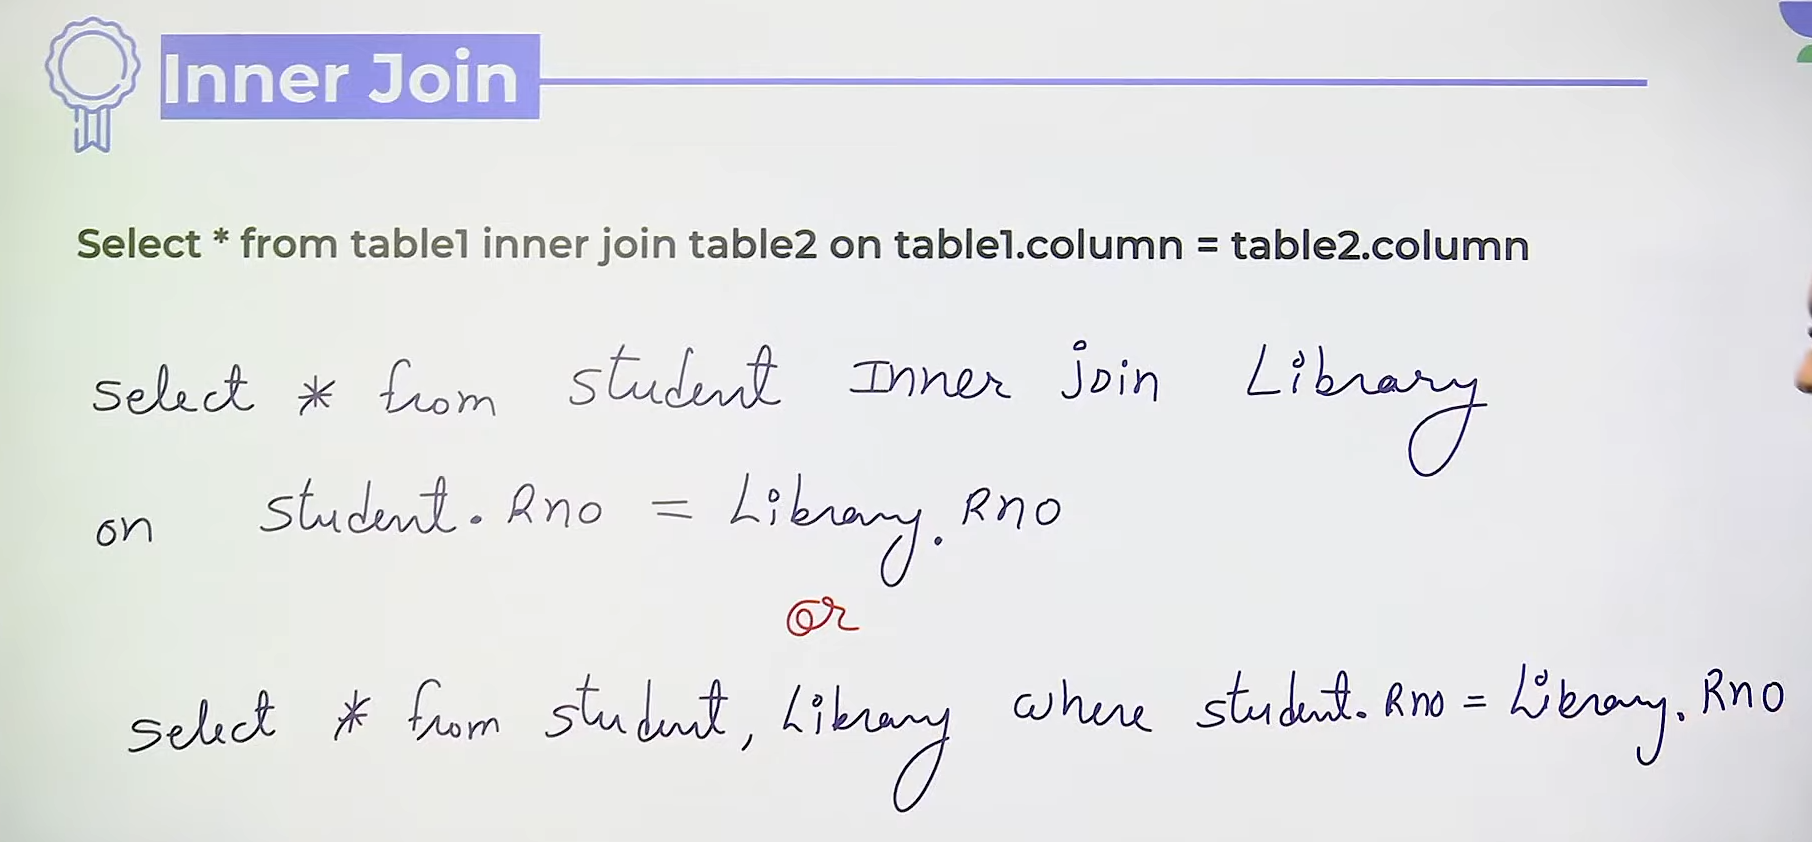 Inner Join
Select * from table1 inner join table2 on table1.column = table2.column
select * from student Inner join Library
on student. Rno = Library. Rno
or
select * from student, Library where student. Rno = Library. Rno